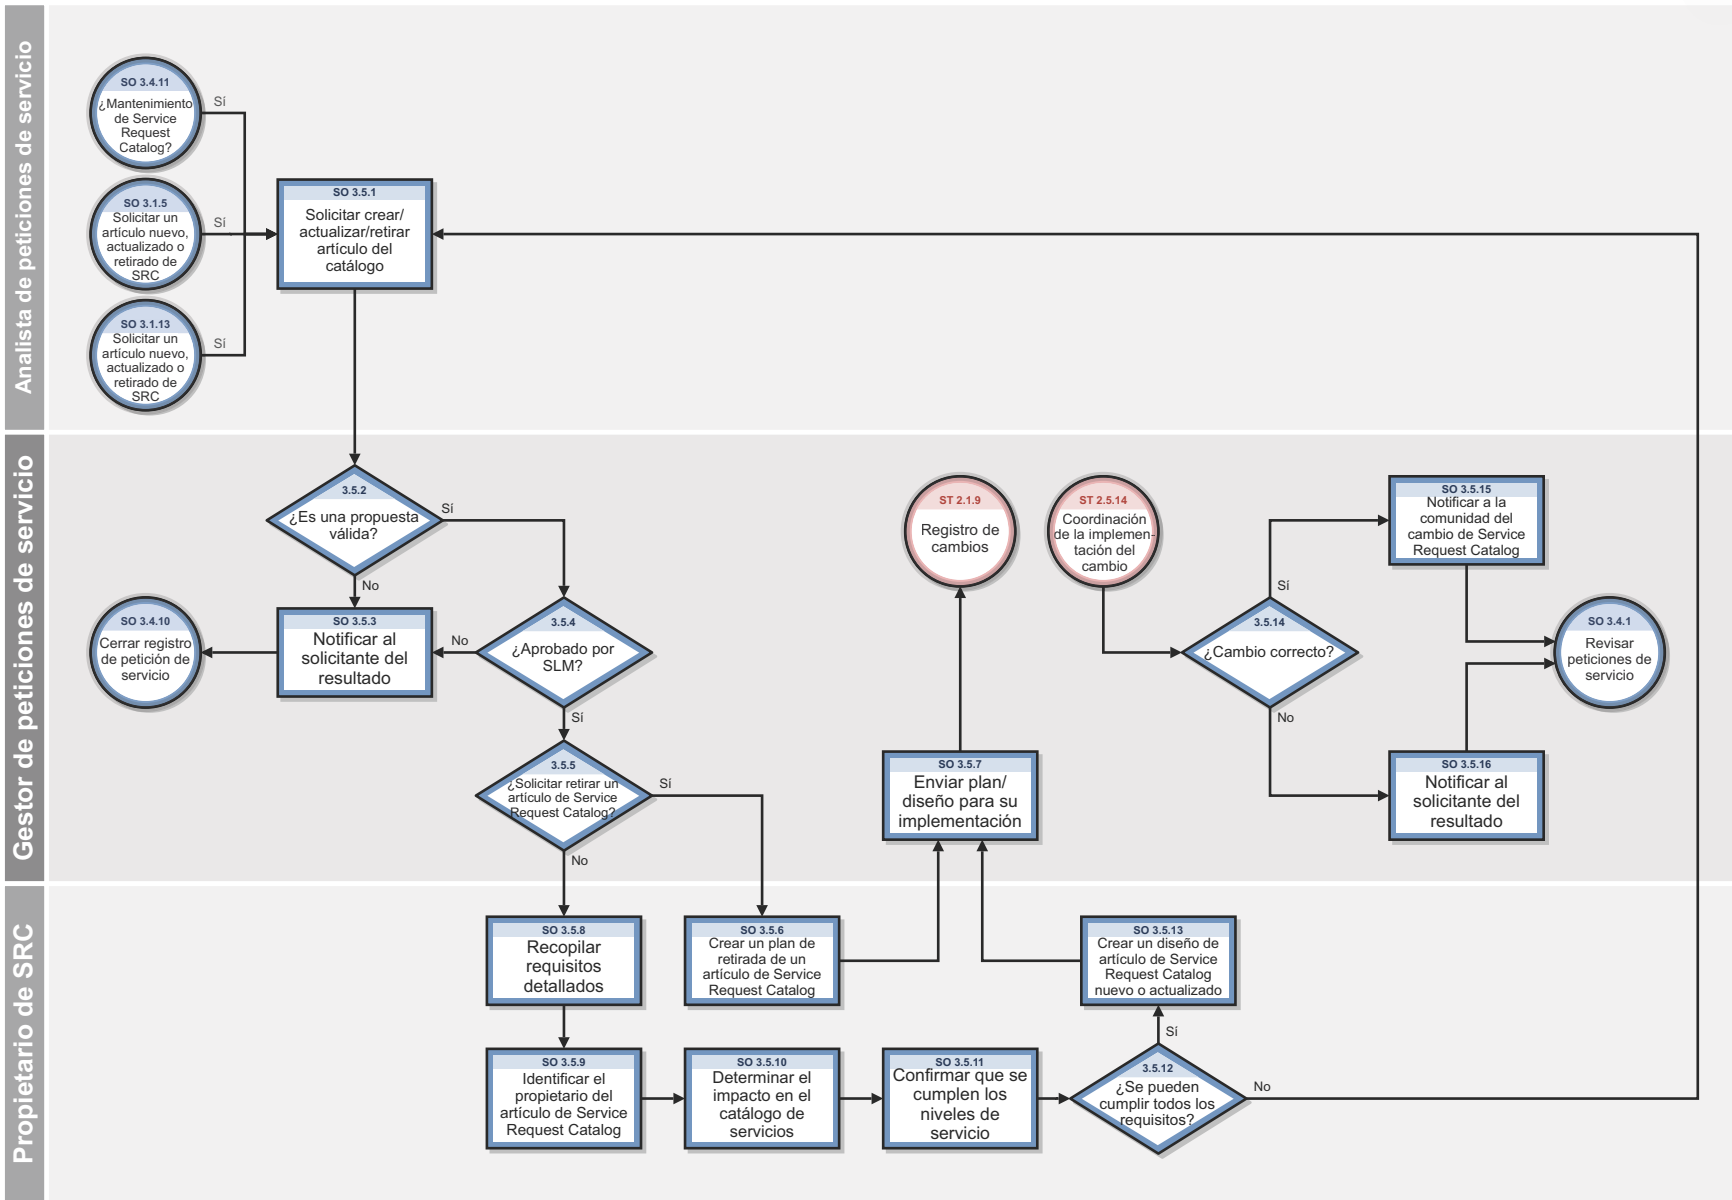 Analista de peticiones de servicio
SO 3.4.11
¿Mantenimiento
de Service
Request
Catalog?
Sí
SO 3.1.5
Solicitar un
artículo nuevo,
actualizado o
retirado de
SRC
Sí
SO 3.1.13
Solicitar un
artículo nuevo,
actualizado o
retirado de
SRC
Sí
SO 3.5.1
Solicitar crear/
actualizar/retirar
artículo del
catálogo
Gestor de peticiones de servicio
3.5.2
¿Es una propuesta
válida?
Sí
No
SO 3.4.10
Cerrar registro
de petición de
servicio
SO 3.5.3
Notificar al
solicitante del
resultado
No
3.5.4
¿Aprobado por
SLM?
Sí
3.5.5
¿Solicitar retirar un
artículo de Service
Request Catalog?
Sí
No
ST 2.1.9
Registro de
cambios
ST 2.5.14
Coordinación
de la implemen-
tación del
cambio
SO 3.5.7
Enviar plan/
diseño para su
implementación
3.5.14
¿Cambio correcto?
Sí
No
SO 3.5.15
Notificar a la
comunidad del
cambio de Service
Request Catalog
SO 3.4.1
Revisar
peticiones de
servicio
SO 3.5.16
Notificar al
solicitante del
resultado
Propietario de SRC
SO 3.5.8
Recopilar
requisitos
detallados
SO 3.5.6
Crear un plan de
retirada de un
artículo de Service
Request Catalog
SO 3.5.13
Crear un diseño de
artículo de Service
Request Catalog
nuevo o actualizado
SO 3.5.9
Identificar el
propietario del
artículo de Service
Request Catalog
SO 3.5.10
Determinar el
impacto en el
catálogo de
servicios
SO 3.5.11
Confirmar que se
cumplen los
niveles de
servicio
Sí
3.5.12
¿Se pueden
cumplir todos los
requisitos?
No